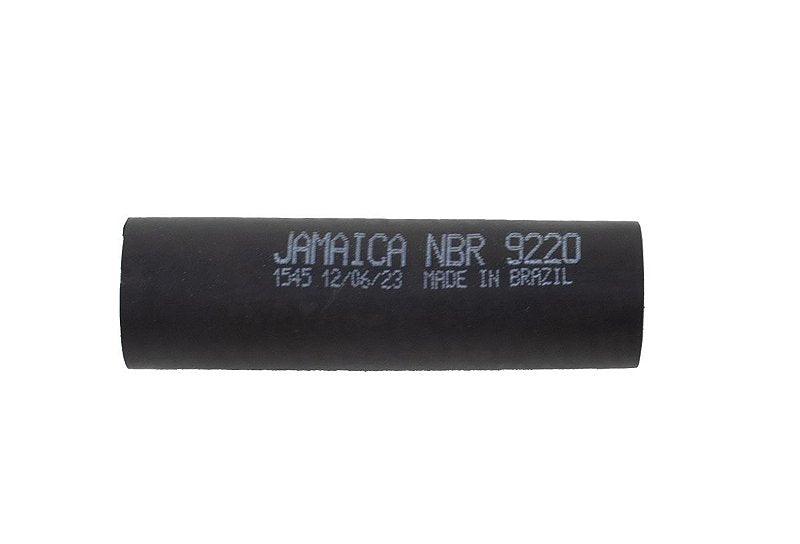 JAMAICA NBR 9220
1545 12/06/23 MADE IN BRAZIL